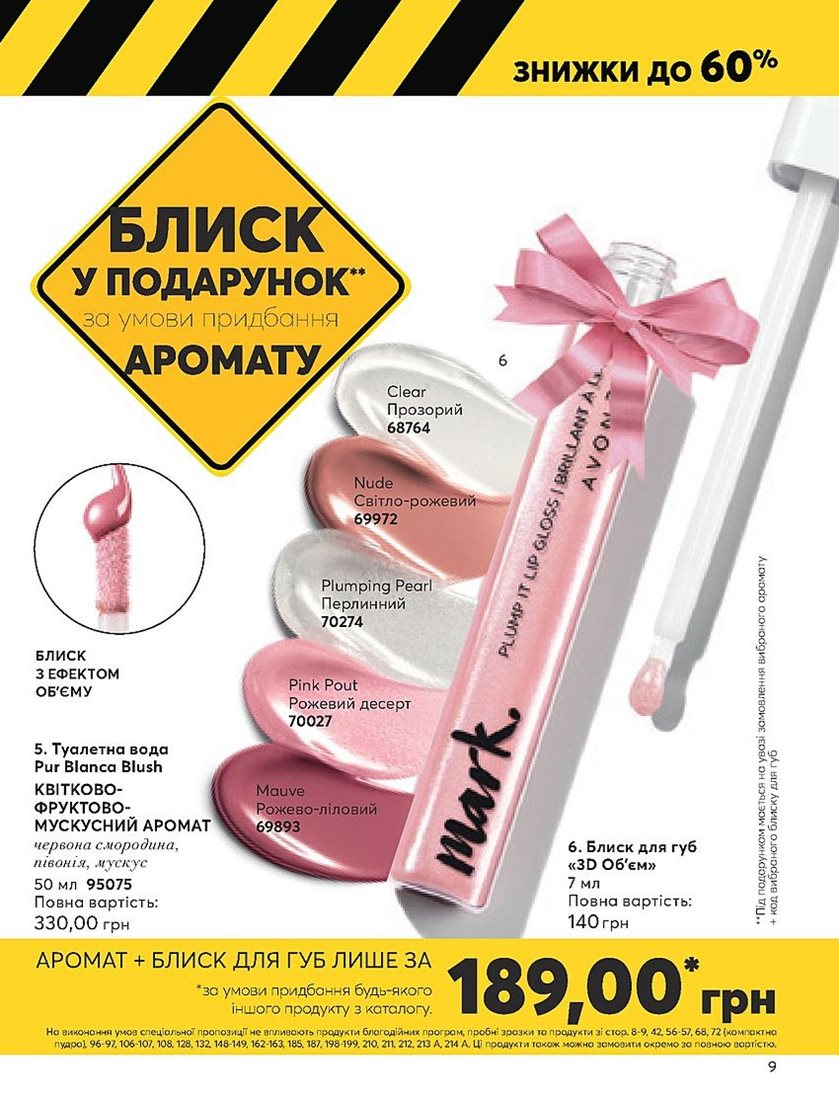 ЗНИЖКИ ДО 60%
БЛИСК
У ПОДАРУНОК**
за умови придбання
АРОМАТУ
6
Clear
Прозорий
68764
Nude
Світло-рожевий
69972
Plumping Pearl
Перлинний
70274
Pink Pout
Рожевий десерт
70027
Mauve
Рожево-ліловий
69893
PLUMP IT LIP GLOSS | BRILLANT À L
AVON
mark.
БЛИСК
З ЕФЕКТОМ
ОБ'ЄМУ
5. Туалетна вода
Pur Blanca Blush
КВІТКОВО-
ФРУКТОВО-
МУСКУСНИЙ АРОМАТ
червона смородина,
півонія, мускус
50 мл 95075
Повна вартість:
330,00 грн
6. Блиск для губ
«3D Об'єм»
7 мл
Повна вартість:
140 грн
**Під подарунком мається на увазі замовлення вибраного аромату
+ код вибраного блиску для губ
АРОМАТ + БЛИСК ДЛЯ ГУБ ЛИШЕ ЗА
*за умови придбання будь-якого
іншого продукту з каталогу.
189,00* грн
На виконання умов спеціальної пропозиції не впливають продукти благодійних програм, пробні зразки та продукти зі стор. 8-9, 42, 56-57, 68, 72 (компактна
пудра), 96-97, 106-107, 108, 128, 132, 148-149, 162-163, 185, 187, 198-199, 210, 211, 212, 213 А, 214 А. Ці продукти також можна замовити окремо за повною вартістю.
9